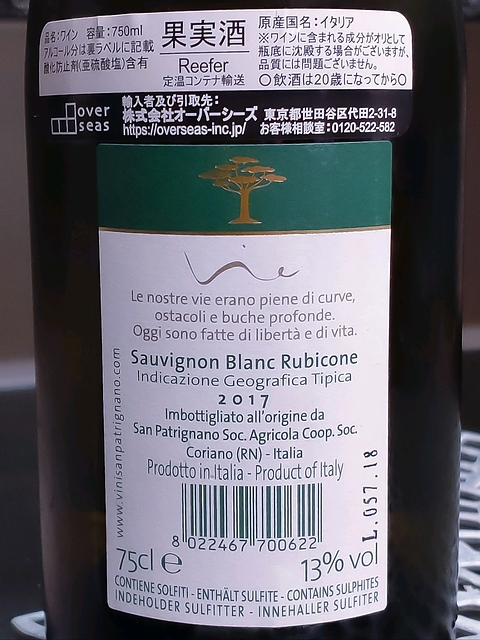 品名:ワイン 容量:750ml
アルコール分は裏ラベルに記載
酸化防止剤(亜硫酸塩)含有
果実酒
Reefer
定温コンテナ輸送
原産国名:イタリア
※ワインに含まれる成分がオリとして
瓶底に沈殿する場合がございますが、
品質には問題ございません。
○飲酒は20歳になってから○
over
seas
輸入者及び引取先:
株式会社オーバーシーズ 東京都世田谷区代田2-31-8
https://overseas-inc.jp/ お客様相談室:0120-522-582
Vie
Le nostre vie erano piene di curve,
ostacoli e buche profonde.
Oggi sono fatte di libertà e di vita.
Sauvignon Blanc Rubicone
Indicazione Geografica Tipica
2017
Imbottigliato all'origine da
San Patrignano Soc. Agricola Coop. Soc.
Coriano (RN) - Italia
Prodotto in Italia - Product of Italy
www.vinisanpatrignano.com
L.057.18
8 022467 700622
75cl e
13% vol
CONTIENE SOLFITI - ENTHÄLT SULFITE - CONTAINS SULPHITES
INDEHOLDER SULFITTER - INNEHALLER SULFITER